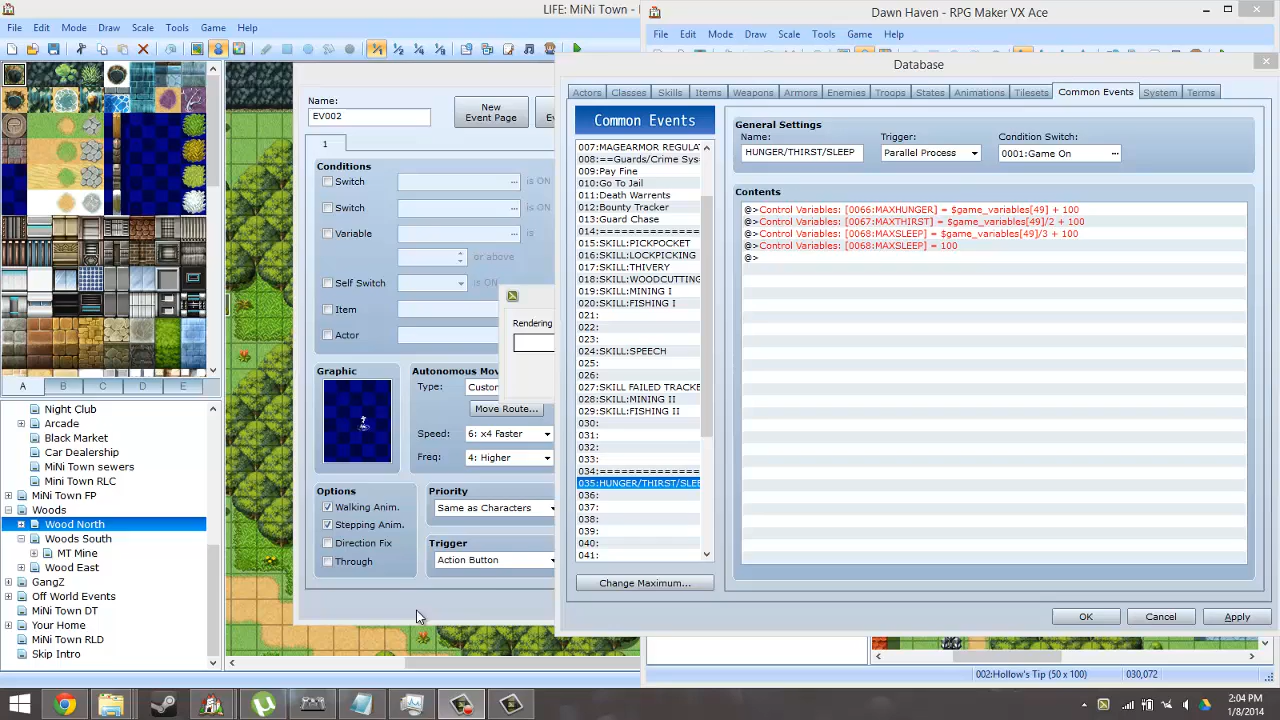 LIFE: MiNi Town -
File Edit Mode Draw Scale Tools Game Help
Dawn Haven - RPG Maker VX Ace
File Edit Mode Draw Scale Tools Game Help
A B C D E
Night Club
Arcade
Black Market
Car Dealership
MiNi Town sewers
Mini Town RLC
MiNi Town FP
Woods
Wood North
Woods South
MT Mine
Wood East
GangZ
Off World Events
MiNi Town DT
Your Home
MiNi Town RLD
Skip Intro
Name:
EV002
New
Event Page
1
Conditions
Switch ... is ON
Switch ... is ON
Variable ... is
or above
Self Switch is ON
Item
Actor
Graphic
Autonomous Mov
Type: Custon
Move Route...
Speed: 6: x4 Faster
Freq: 4: Higher
Options
Walking Anim.
Stepping Anim.
Direction Fix
Through
Priority
Same as Characters
Trigger
Action Button
Rendering
Database
Actors Classes Skills Items Weapons Armors Enemies Troops States Animations Tilesets Common Events System Terms
Common Events
007:MAGEARMOR REGULA
008:==Guards/Crime Sys
009:Pay Fine
010:Go To Jail
011:Death Warrents
012:Bounty Tracker
013:Guard Chase
014:===============
015:SKILL:PICKPOCKET
016:SKILL:LOCKPICKING
017:SKILL:THIVERY
018:SKILL:WOODCUTTING
019:SKILL:MINING I
020:SKILL:FISHING I
021:
022:
023:
024:SKILL:SPEECH
025:
026:
027:SKILL FAILED TRACKE
028:SKILL:MINING II
029:SKILL:FISHING II
030:
031:
032:
033:
034:===============
035:HUNGER/THIRST/SLEE
036:
037:
038:
039:
040:
041:
Change Maximum...
General Settings
Name: Trigger: Condition Switch:
HUNGER/THIRST/SLEEP Parallel Process 0001:Game On ...
Contents
@>Control Variables: [0066:MAXHUNGER] = $game_variables[49] + 100
@>Control Variables: [0067:MAXTHIRST] = $game_variables[49]/2 + 100
@>Control Variables: [0068:MAXSLEEP] = $game_vanables[49]/3 + 100
@>Control Variables: [0068:MAXSLEEP] = 100
@>
OK Cancel Apply
002:Hollow's Tip (50 x 100) 030,072
2:04 PM
1/8/2014